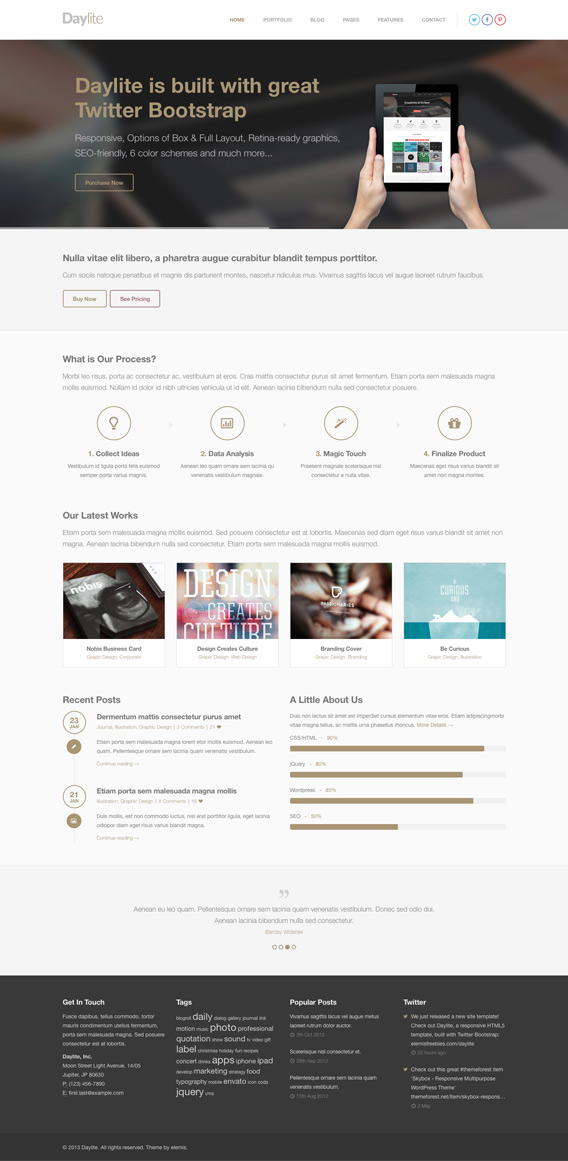 Daylite
HOME PORTFOLIO BLOG PAGES FEATURES CONTACT
Daylite is built with great
Twitter Bootstrap
Responsive, Options of Box & Full Layout, Retina-ready graphics,
SEO-friendly, 6 color schemes and much more...
Purchase Now
Nulla vitae elit libero, a pharetra augue curabitur blandit tempus porttitor.
Cum sociis natoque penatibus et magnis dis parturient montes, nascetur ridiculus mus. Vivamus sagittis lacus vel augue laoreet rutrum faucibus.
Buy Now See Pricing
What is Our Process?
Morbi leo risus, porta ac consectetur ac, vestibulum at eros. Cras mattis consectetur purus sit amet fermentum. Etiam porta sem malesuada magna
mollis euismod. Nullam id dolor id nibh ultricies vehicula ut id elit. Aenean lacinia bibendum nulla sed consectetur posuere.
1. Collect Ideas
Vestibulum id ligula porta felis euismod
semper porta varius magnis.
2. Data Analysis
Aenean leo quam ornare sem lacinia qu
venenatis vestibulum magnate.
3. Magic Touch
Praesent magnate scelerisque nisl
consectetur e nulla vitae.
4. Finalize Product
Maecenas eget risus varius blandit sit
amet non magna montes.
Our Latest Works
Etiam porta sem malesuada magna mollis euismod. Sed posuere consectetur est at lobortis. Maecenas sed diam eget risus varius blandit sit amet non
magna. Aenean lacinia bibendum nulla sed consectetur. Etiam porta sem malesuada magna mollis euismod.
nobis
Nobis Business Card
Grapic Design, Corporate
DESIGN
CREATES
CULTURE
Design Creates Culture
Grapic Design, Web Design
PASSIONARIES
Branding Cover
Grapic Design, Branding
CURIOUS
Be Curious
Grapic Design, Illustration
Recent Posts
23
JAN
Dermentum mattis consectetur purus amet
Journal, Illustration, Graphic Design | 3 Comments | 21 ♥
Etiam porta sem malesuada magna lorem etor mollis euismod. Aenean leo
quam. Pellentesque ornare sem lacinia quam venenatis vestibulum.
Continue reading →
21
JAN
Etiam porta sem malesuada magna mollis
Illustration, Graphic Design | 8 Comments | 16 ♥
Duis mollis, est non commodo luctus, nisi erat porttitor ligula, eget lacinia
odiopor diam eget risus varius blandit magna.
Continue reading →
A Little About Us
Duis non lectus sit amet est imperdiet cursus elementum vitae eros. Etiam adipiscingmorbi
vitae magna tellus, ac mattis urna phasellus rhoncus. More Details →
CSS/HTML - 90%
jQuery - 80%
Wordpress - 85%
SEO - 50%
”
Aenean eu leo quam. Pellentesque ornare sem lacinia quam venenatis vestibulum. Donec sed odio dui.
Aenean lacinia bibendum nulla sed consectetur.
Barclay Widerski
Get In Touch
Fusce dapibus, tellus commodo, tortor
mauris condimentum utellus fermentum,
porta sem malesuada magna. Sed posuere
consectetur est at lobortis.
Daylite, Inc.
Moon Street Light Avenue, 14/05
Jupiter, JP 80630
P: (123) 456-7890
E: first.last@example.com
Tags
blogroll daily dialog gallery journal link
motion music photo professional
quotation show sound tv video gift
label christmas holiday fun recipes
concert drinks apps iphone ipad
develop marketing strategy food
typography mobile envato icon coda
jquery cms
Popular Posts
Vivamus sagittis lacus vel augue metus
laoreet rutrum dolor auctor.
3th Oct 2012
Scelerisque nisl consectetur et.
28th Sep 2012
Pellentesque ornare sem lacinia quam
venenatis vestibulum.
15th Aug 2012
Twitter
We just released a new site template!
Check out Daylite, a responsive HTML5
template, built with Twitter Bootstrap:
elemisfreebies.com/daylite
22 hours ago
Check out this great #themeforest item
'Skybox - Responsive Multipurpose
WordPress Theme'
themeforest.net/item/skybox-respons...
2 May
© 2013 Daylite. All rights reserved. Theme by elemis.